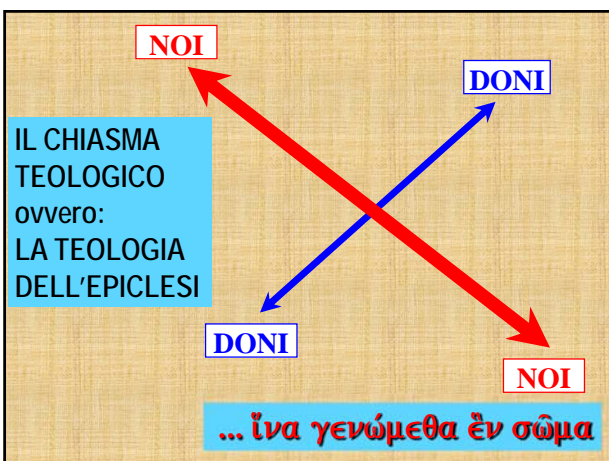 NOI
DONI
IL CHIASMA
TEOLOGICO
ovvero:
LA TEOLOGIA
DELL'EPICLESI
DONI
NOI
... ἵνα γενώμεθα ἓν σῶμα